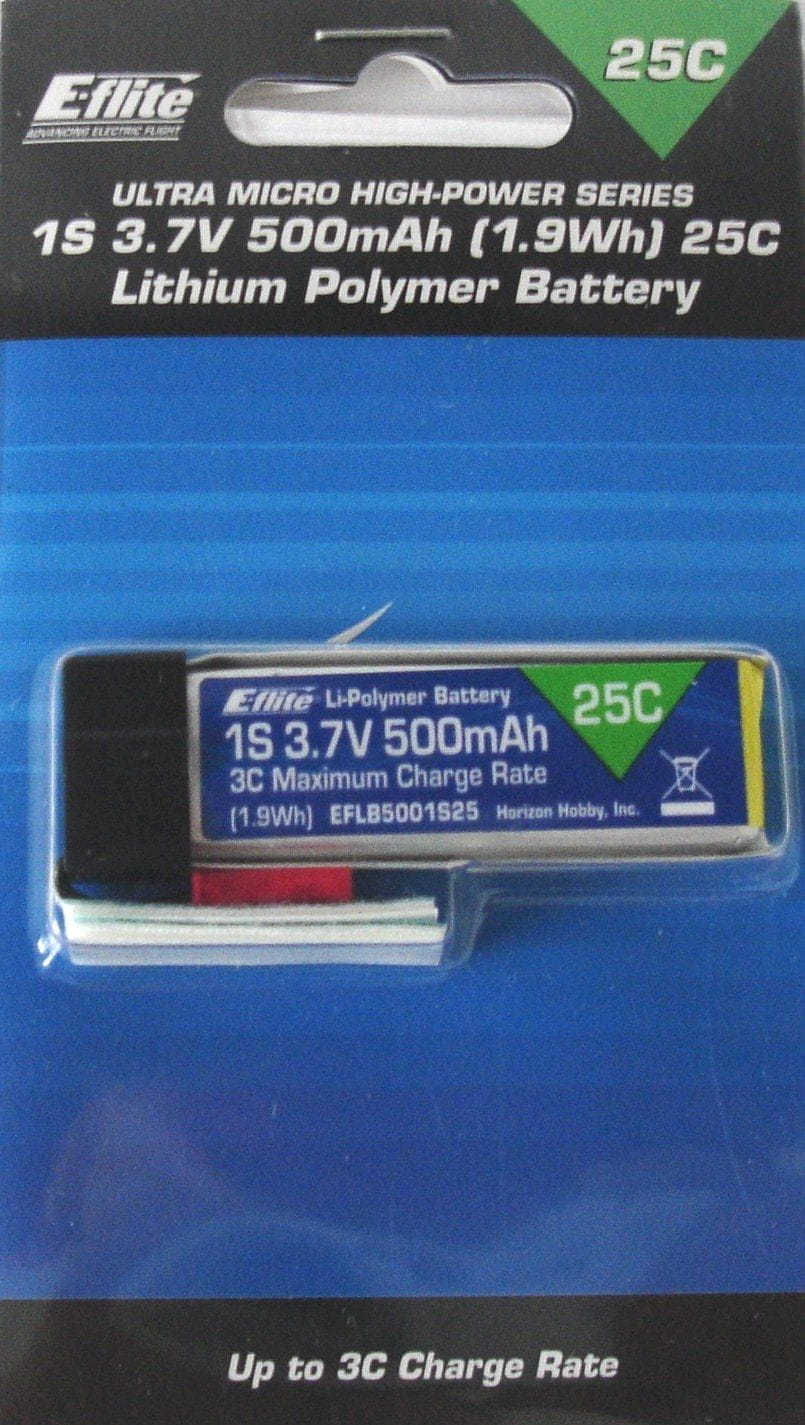 25C
E-flite
ADVANCING ELECTRIC FLIGHT
ULTRA MICRO HIGH-POWER SERIES
1S 3.7V 500mAh (1.9Wh) 25C
Lithium Polymer Battery
E-flite Li-Polymer Battery
25C
1S 3.7V 500mAh
3C Maximum Charge Rate
(1.9Wh) EFLB5001S25 Horizon Hobby, Inc.
Up to 3C Charge Rate